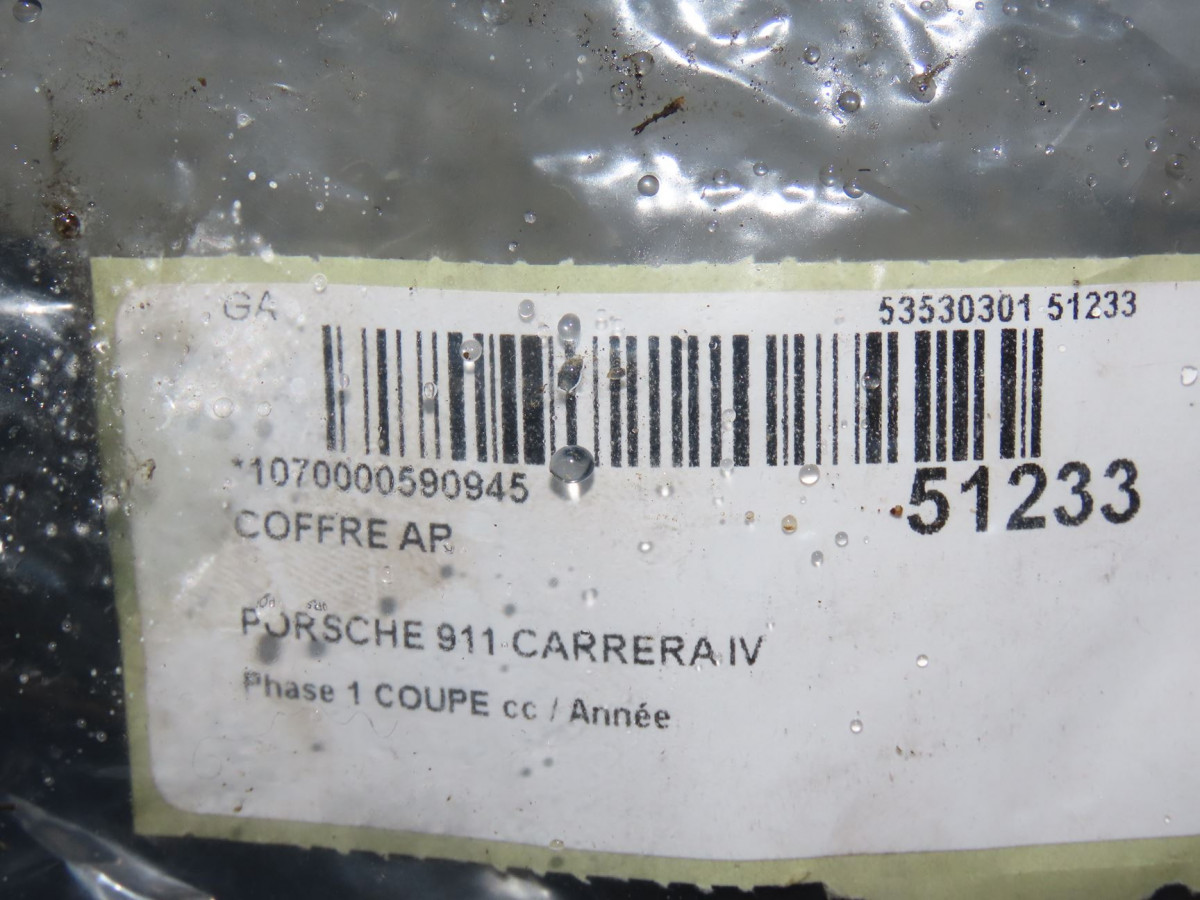 GA
53530301 51233
*1070000590945
51233
COFFRE AR
PORSCHE 911 CARRERA IV
Phase 1 COUPE cc / Année